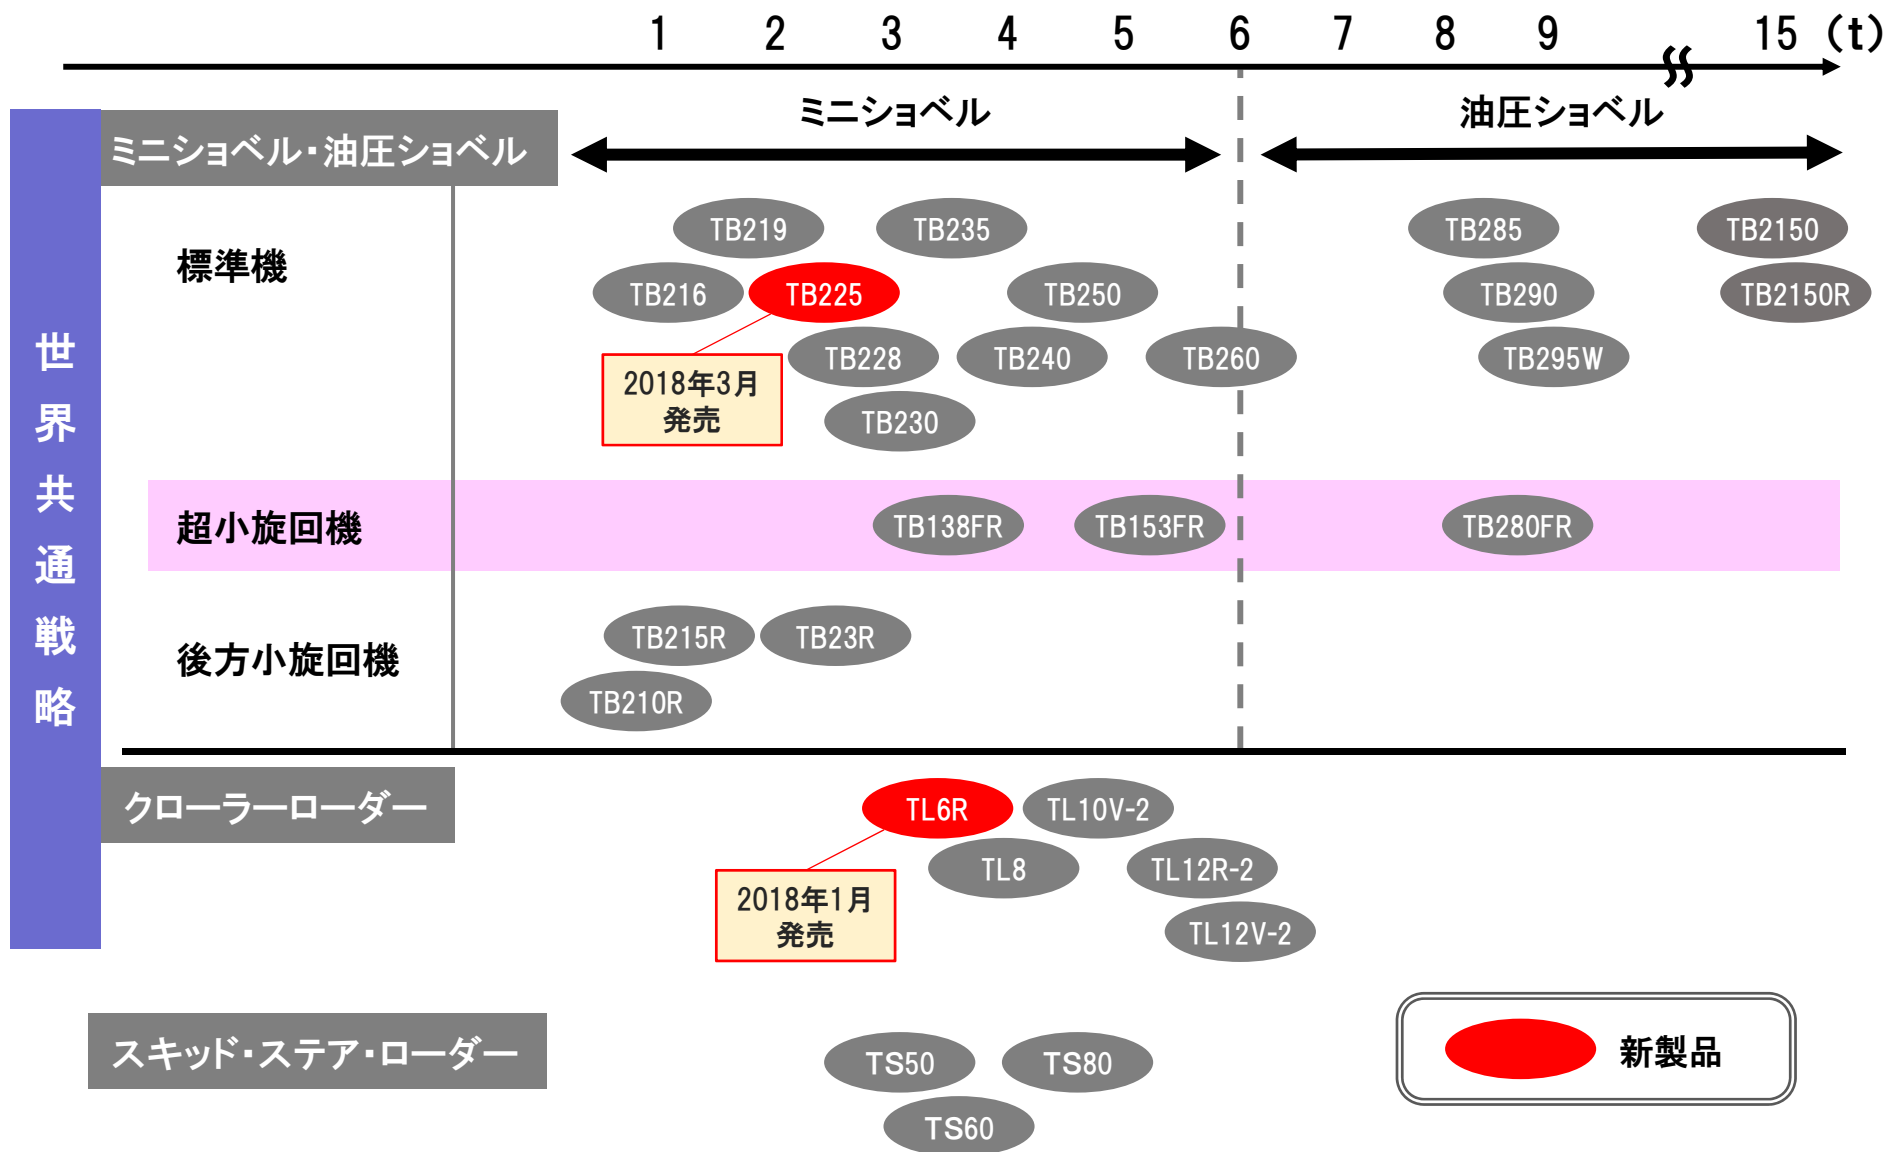 1 2 3 4 5 6 7 8 9 15 (t)
ミニショベル 油圧ショベル
ミニショベル・油圧ショベル
世界共通戦略
標準機
TB219 TB235 TB285 TB2150
TB216 TB225 TB250 TB290 TB2150R
TB228 TB240 TB260 TB295W
2018年3月
発売
TB230
超小旋回機
TB138FR TB153FR TB280FR
後方小旋回機
TB215R TB23R
TB210R
クローラーローダー
TL6R TL10V-2
TL8 TL12R-2
2018年1月
発売
TL12V-2
スキッド・ステア・ローダー
TS50 TS80
TS60
新製品